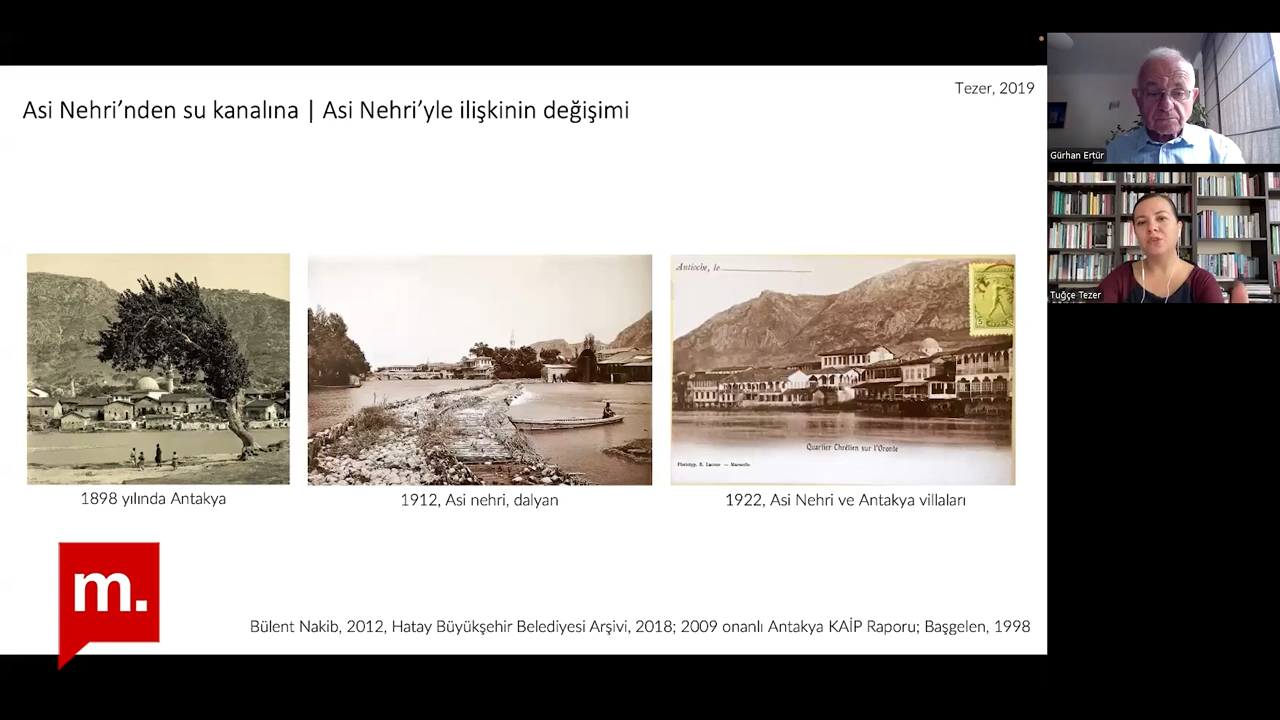 Tezer, 2019
Asi Nehri’nden su kanalına | Asi Nehri’yle ilişkinin değişimi
Gürhan Ertür
Tuğçe Tezer
Antioche, le
Quartier Chrétien sur l'Oronte
1898 yılında Antakya
1912, Asi nehri, dalyan
1922, Asi Nehri ve Antakya villaları
m.
Bülent Nakib, 2012, Hatay Büyükşehir Belediyesi Arşivi, 2018; 2009 onanlı Antakya KAİP Raporu; Başgelen, 1998